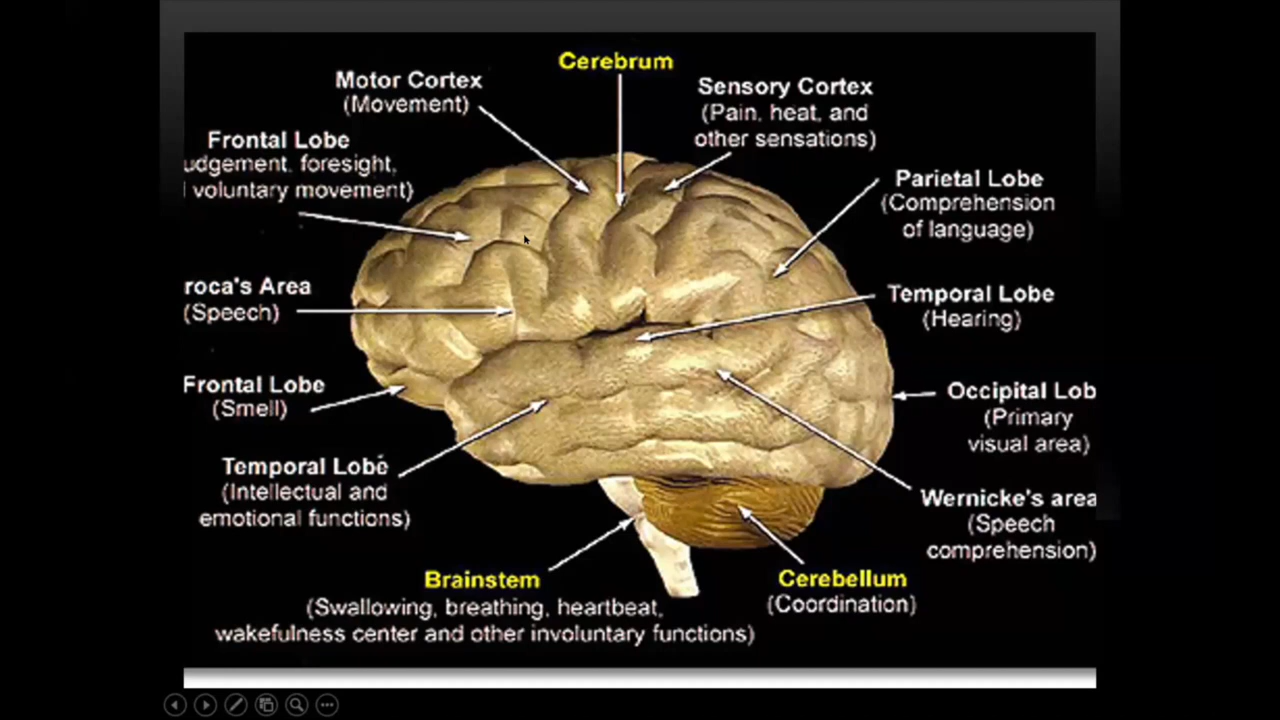 Cerebrum
Motor Cortex
(Movement)
Sensory Cortex
(Pain, heat, and
other sensations)
Frontal Lobe
udgement, foresight,
voluntary movement)
Parietal Lobe
(Comprehension
of language)
roca's Area
(Speech)
Temporal Lobe
(Hearing)
Frontal Lobe
(Smell)
Occipital Lob
(Primary
visual area)
Temporal Lobe
(Intellectual and
emotional functions)
Wernicke's area
(Speech
comprehension)
Brainstem
(Swallowing, breathing, heartbeat,
wakefulness center and other involuntary functions)
Cerebellum
(Coordination)